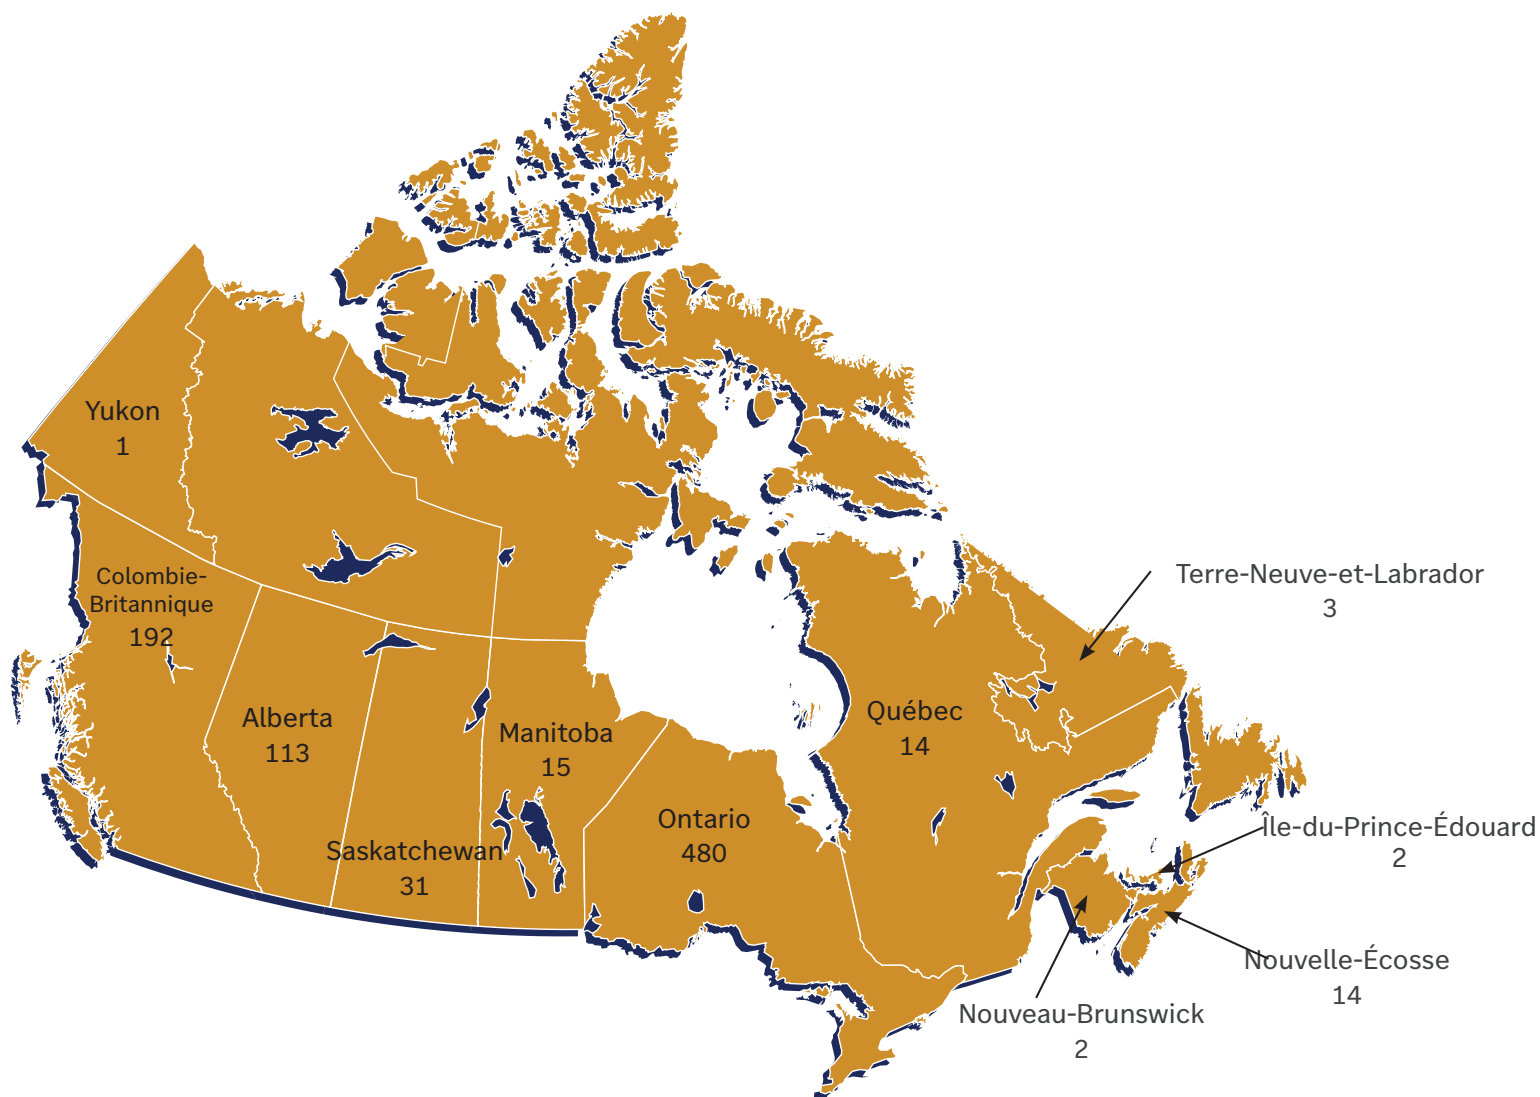 Yukon
1
Colombie-
Britannique
192
Alberta
113
Saskatchewan
31
Manitoba
15
Ontario
480
Québec
14
Terre-Neuve-et-Labrador
3
Île-du-Prince-Édouard
2
Nouvelle-Écosse
14
Nouveau-Brunswick
2